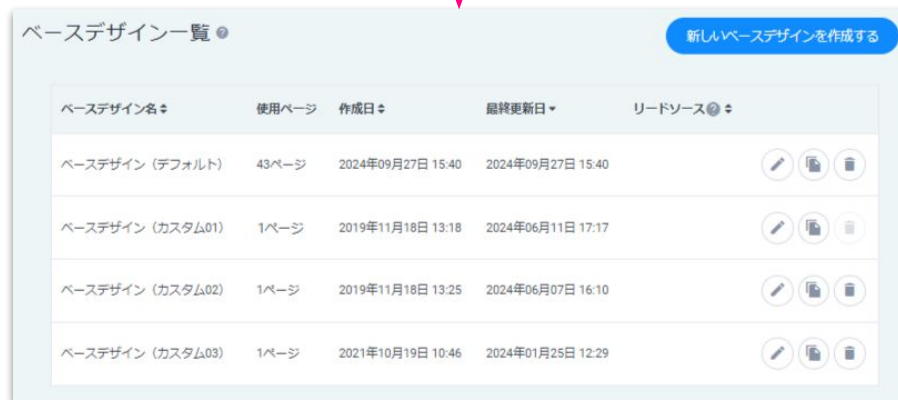 ベースデザイン一覧
新しいベースデザインを作成する
ベースデザイン名 使用ページ 作成日 最終更新日 リードソース
ベースデザイン（デフォルト） 43ページ 2024年09月27日 15:40 2024年09月27日 15:40
ベースデザイン（カスタム01） 1ページ 2019年11月18日 13:18 2024年06月11日 17:17
ベースデザイン（カスタム02） 1ページ 2019年11月18日 13:25 2024年06月07日 16:10
ベースデザイン（カスタム03） 1ページ 2021年10月19日 10:46 2024年01月25日 12:29